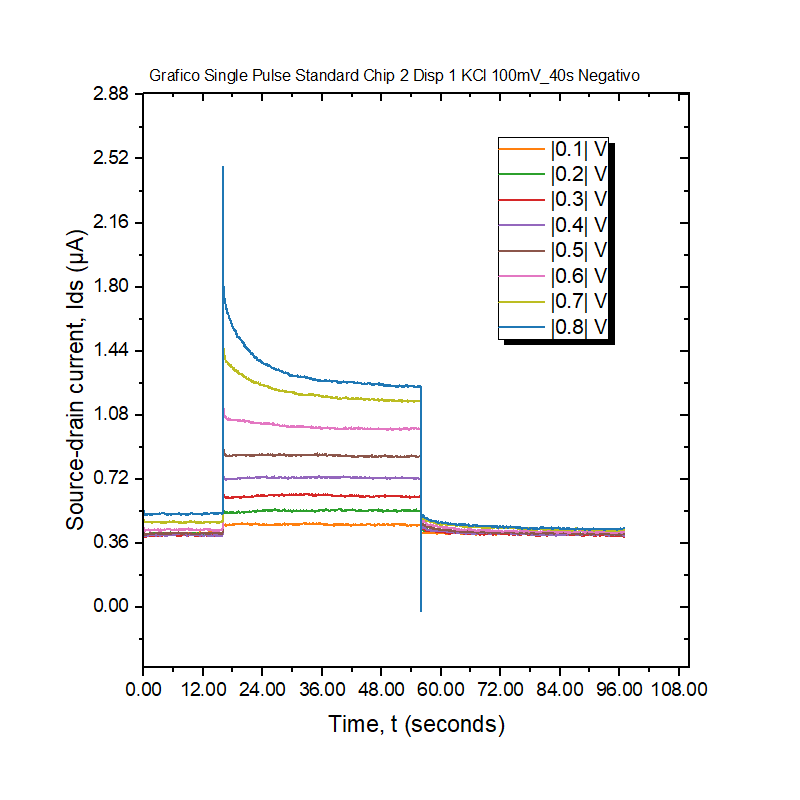 Grafico Single Pulse Standard Chip 2 Disp 1 KCl 100mV_40s Negativo
2.88
2.52
2.16
1.80
1.44
1.08
0.72
0.36
0.00
Source-drain current, Ids (μA)
|0.1| V
|0.2| V
|0.3| V
|0.4| V
|0.5| V
|0.6| V
|0.7| V
|0.8| V
0.00 12.00 24.00 36.00 48.00 60.00 72.00 84.00 96.00 108.00
Time, t (seconds)